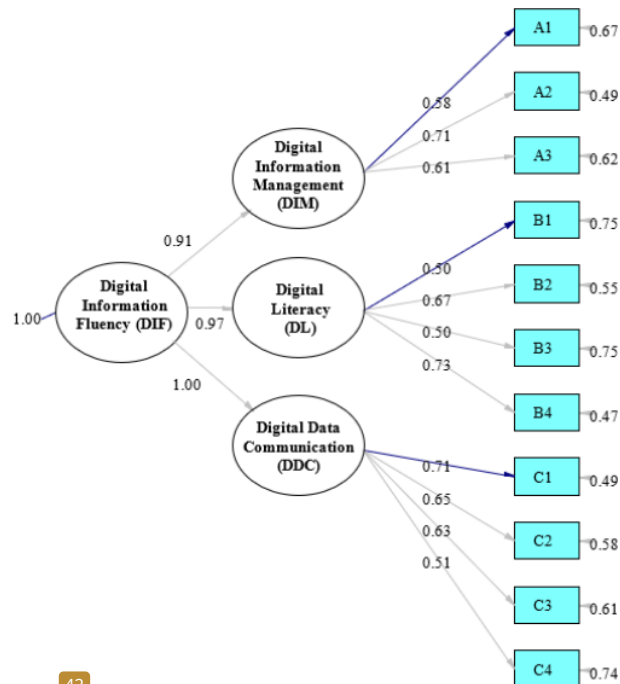 A1
0.67
A2
0.49
0.58
0.71
0.61
A3
0.62
Digital
Information
Management
(DIM)
B1
0.75
0.91
0.50
0.67
0.50
0.73
B2
0.55
Digital
Information
Fluency (DIF)
1.00
0.97
Digital
Literacy
(DL)
B3
0.75
1.00
B4
0.47
Digital Data
Communication
(DDC)
0.71
0.65
0.63
0.51
C1
0.49
C2
0.58
C3
0.61
C4
0.74